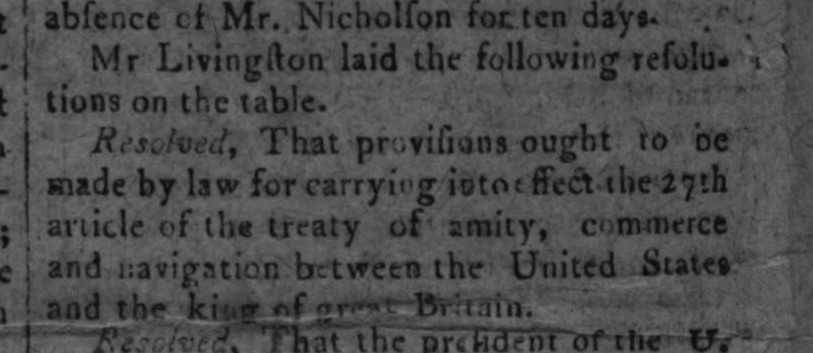 abſence of Mr. Nicholſon for ten days.
Mr Livingſton laid the following reſolu-
tions on the table.
Reſolved, That proviſions ought to be
made by law for carrying into effect the 27th
article of the treaty of amity, commerce
and navigation between the United States
and the king of great Britain.
Reſolved, That the preſident of the U.